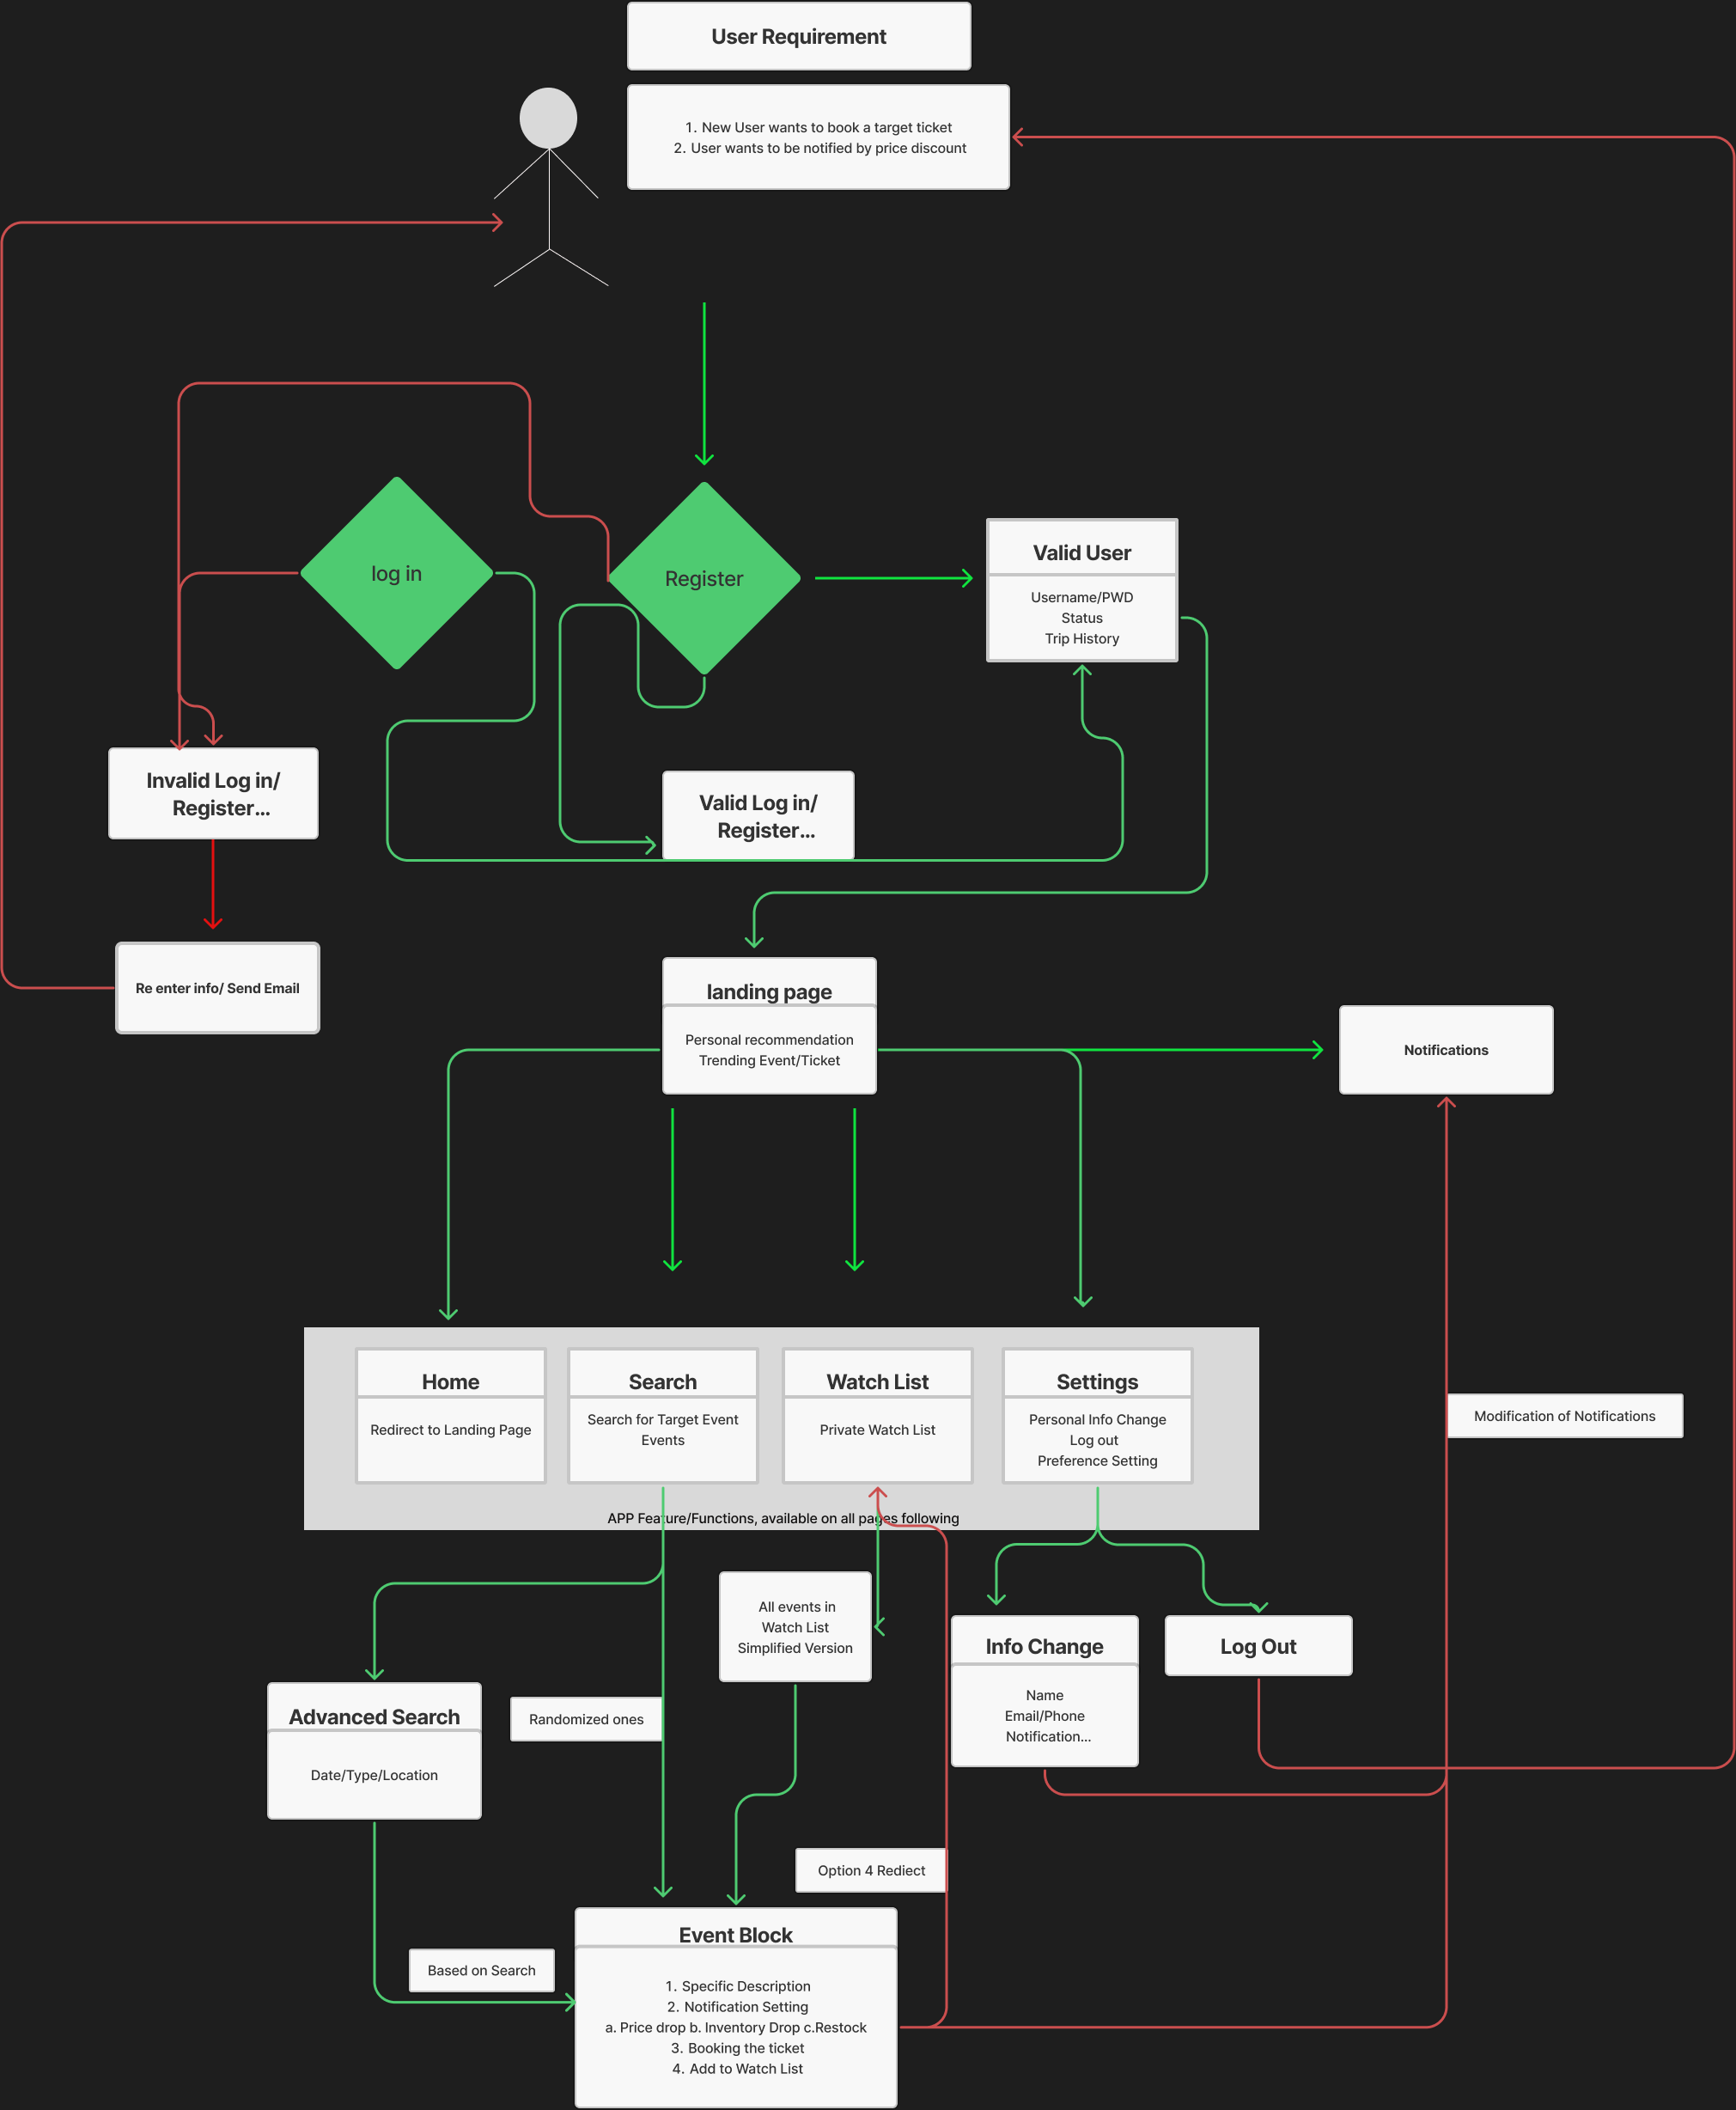 User Requirement
1. New User wants to book a target ticket
2. User wants to be notified by price discount
log in
Register
Valid User
Username/PWD
Status
Trip History
Invalid Log in/
Register...
Valid Log in/
Register...
Re enter info/ Send Email
landing page
Personal recommendation
Trending Event/Ticket
Notifications
Home
Redirect to Landing Page
Search
Search for Target Event
Events
Watch List
Private Watch List
Settings
Personal Info Change
Log out
Preference Setting
Modification of Notifications
APP Feature/Functions, available on all pages following
All events in
Watch List
Simplified Version
Info Change
Name
Email/Phone
Notification...
Log Out
Advanced Search
Date/Type/Location
Randomized ones
Option 4 Rediect
Based on Search
Event Block
1. Specific Description
2. Notification Setting
a. Price drop b. Inventory Drop c.Restock
3. Booking the ticket
4. Add to Watch List